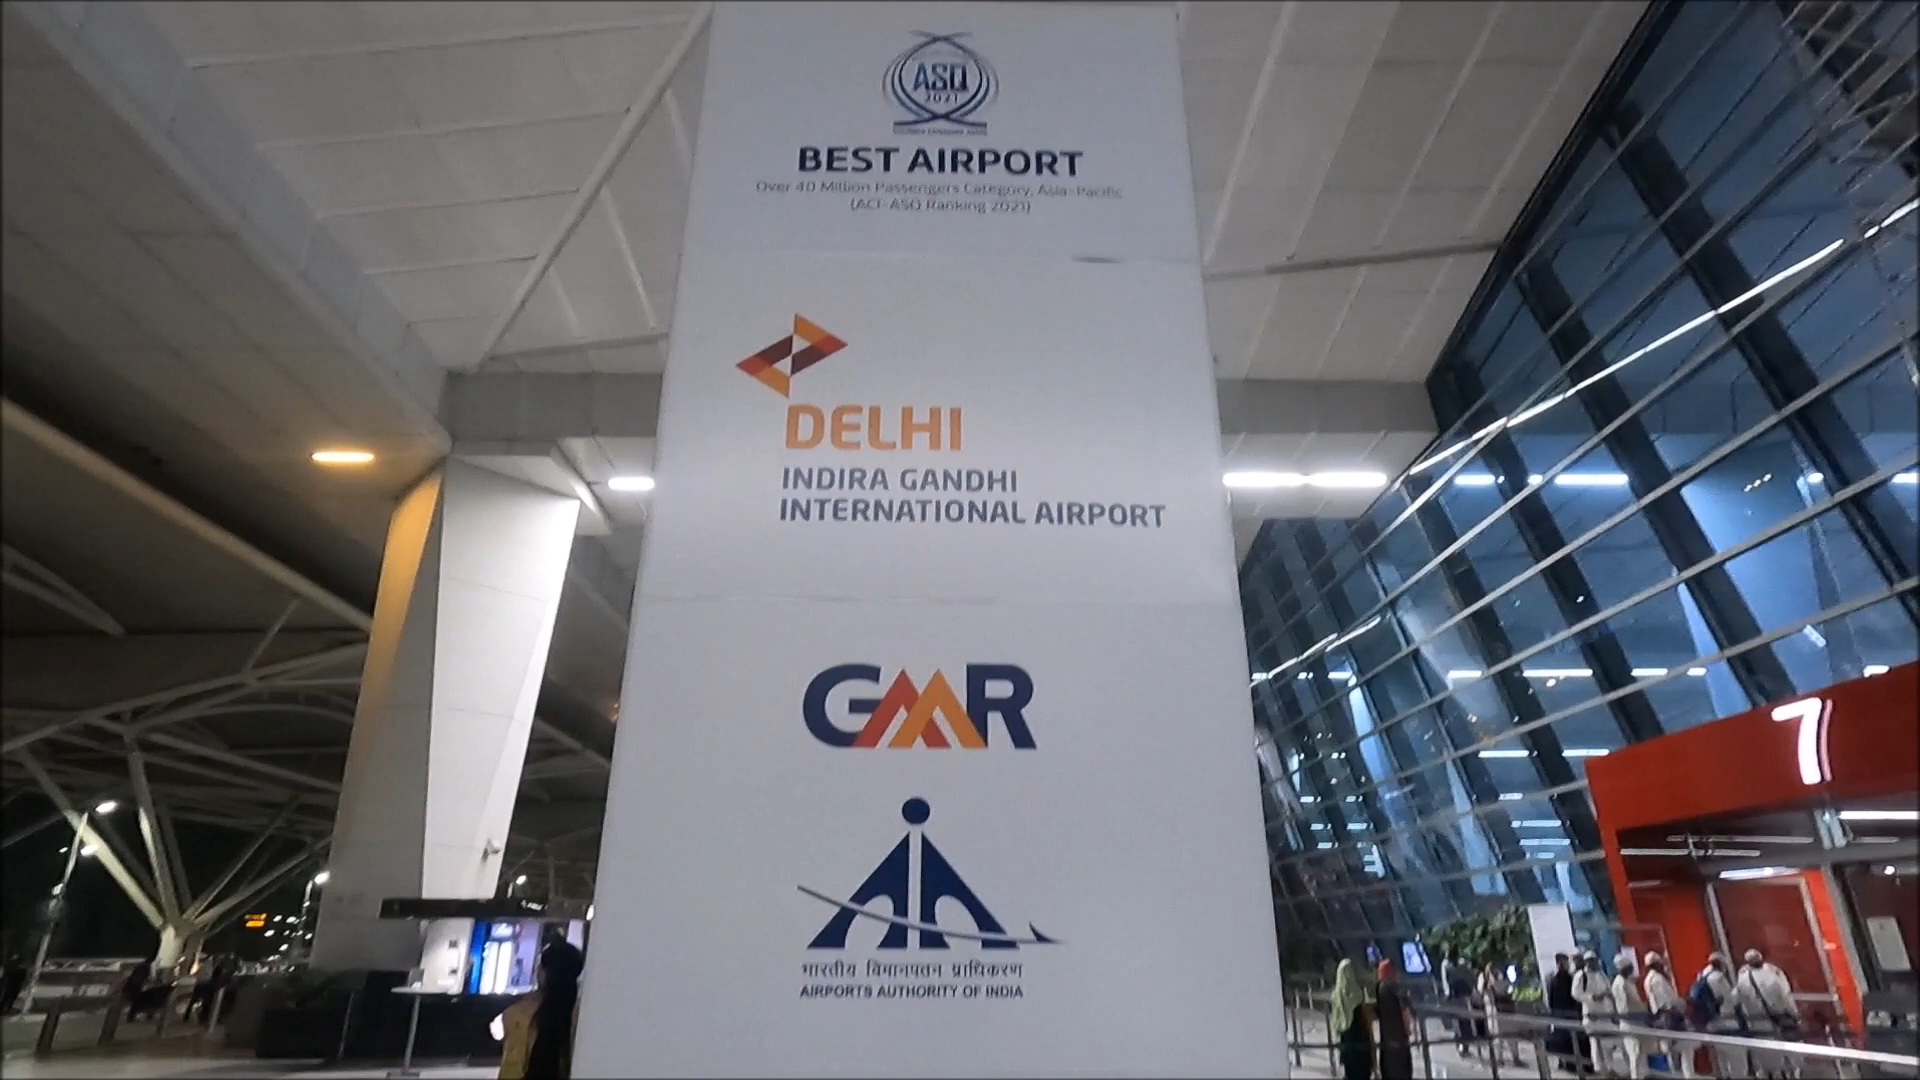 ASQ
2021
BEST AIRPORT
Over 40 Million Passengers Category, Asia-Pacific
(ACI-ASQ Ranking 2021)
DELHI
INDIRA GANDHI
INTERNATIONAL AIRPORT
GMR
भारतीय विमानपत्तन प्राधिकरण
AIRPORTS AUTHORITY OF INDIA
7